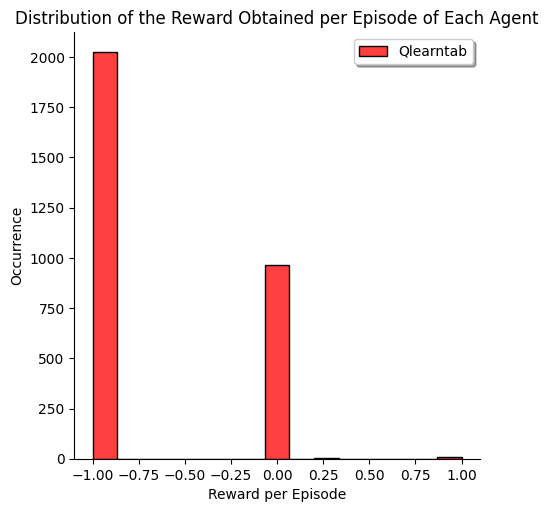 Distribution of the Reward Obtained per Episode of Each Agent
Qlearntab
2000
1750
1500
1250
1000
750
500
250
0
Occurrence
−1.00 −0.75 −0.50 −0.25 0.00 0.25 0.50 0.75 1.00
Reward per Episode